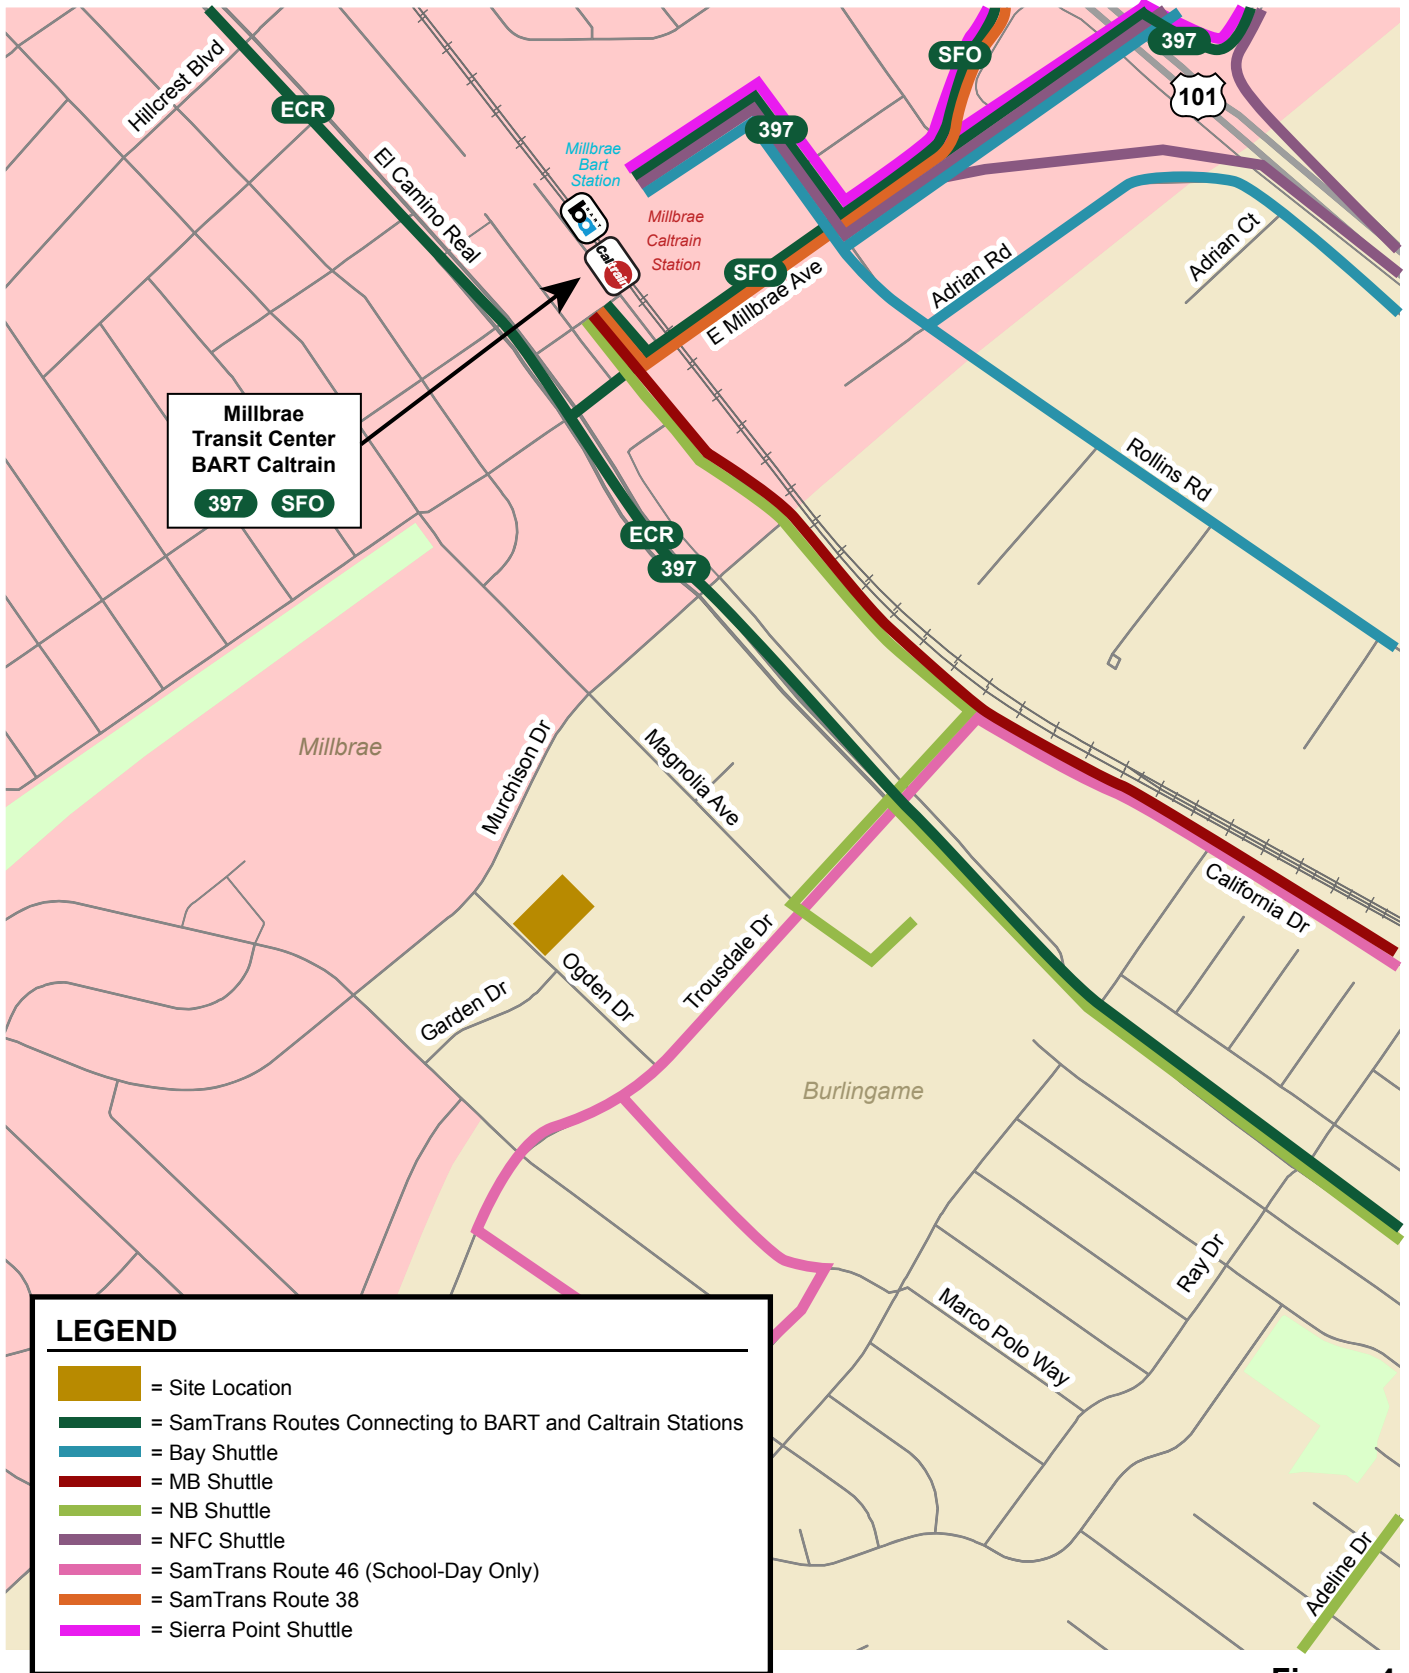 Hillcrest Blvd
ECR
El Camino Real
Millbrae
Bart
Station
Millbrae
Caltrain
Station
BART
ba
Caltrain
SFO
397
101
397
SFO
E Millbrae Ave
Adrian Rd
Adrian Ct
Rollins Rd
Millbrae
Transit Center
BART Caltrain
397 SFO
ECR
397
Millbrae
Murchison Dr
Magnolia Ave
California Dr
Trousdale Dr
Ogden Dr
Garden Dr
Burlingame
Ray Dr
Marco Polo Way
Adeline Dr
LEGEND
= Site Location
= SamTrans Routes Connecting to BART and Caltrain Stations
= Bay Shuttle
= MB Shuttle
= NB Shuttle
= NFC Shuttle
= SamTrans Route 46 (School-Day Only)
= SamTrans Route 38
= Sierra Point Shuttle